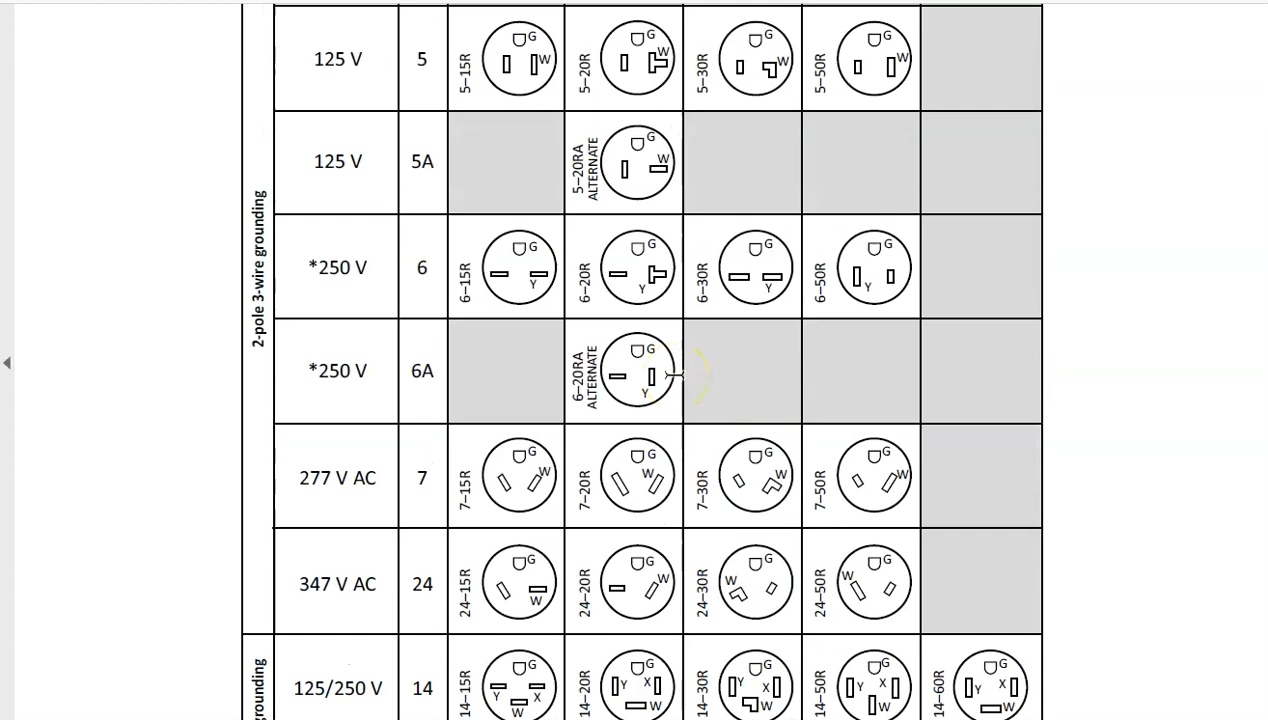 2-pole 3-wire grounding
125 V
5
5–15R
G
W
5–20R
G
W
5–30R
G
W
5–50R
G
W
125 V
5A
5–20RA
ALTERNATE
G
W
*250 V
6
6–15R
G
Y
6–20R
G
Y
6–30R
G
Y
6–50R
G
Y
*250 V
6A
6–20RA
ALTERNATE
G
Y
277 V AC
7
7–15R
G
W
7–20R
G
W
7–30R
G
W
7–50R
G
W
347 V AC
24
24–15R
G
W
24–20R
G
W
24–30R
G
W
24–50R
G
W
grounding
125/250 V
14
14–15R
G
Y
X
W
14–20R
G
Y
X
W
14–30R
G
Y
X
W
14–50R
G
Y
X
W
14–60R
G
Y
X
W